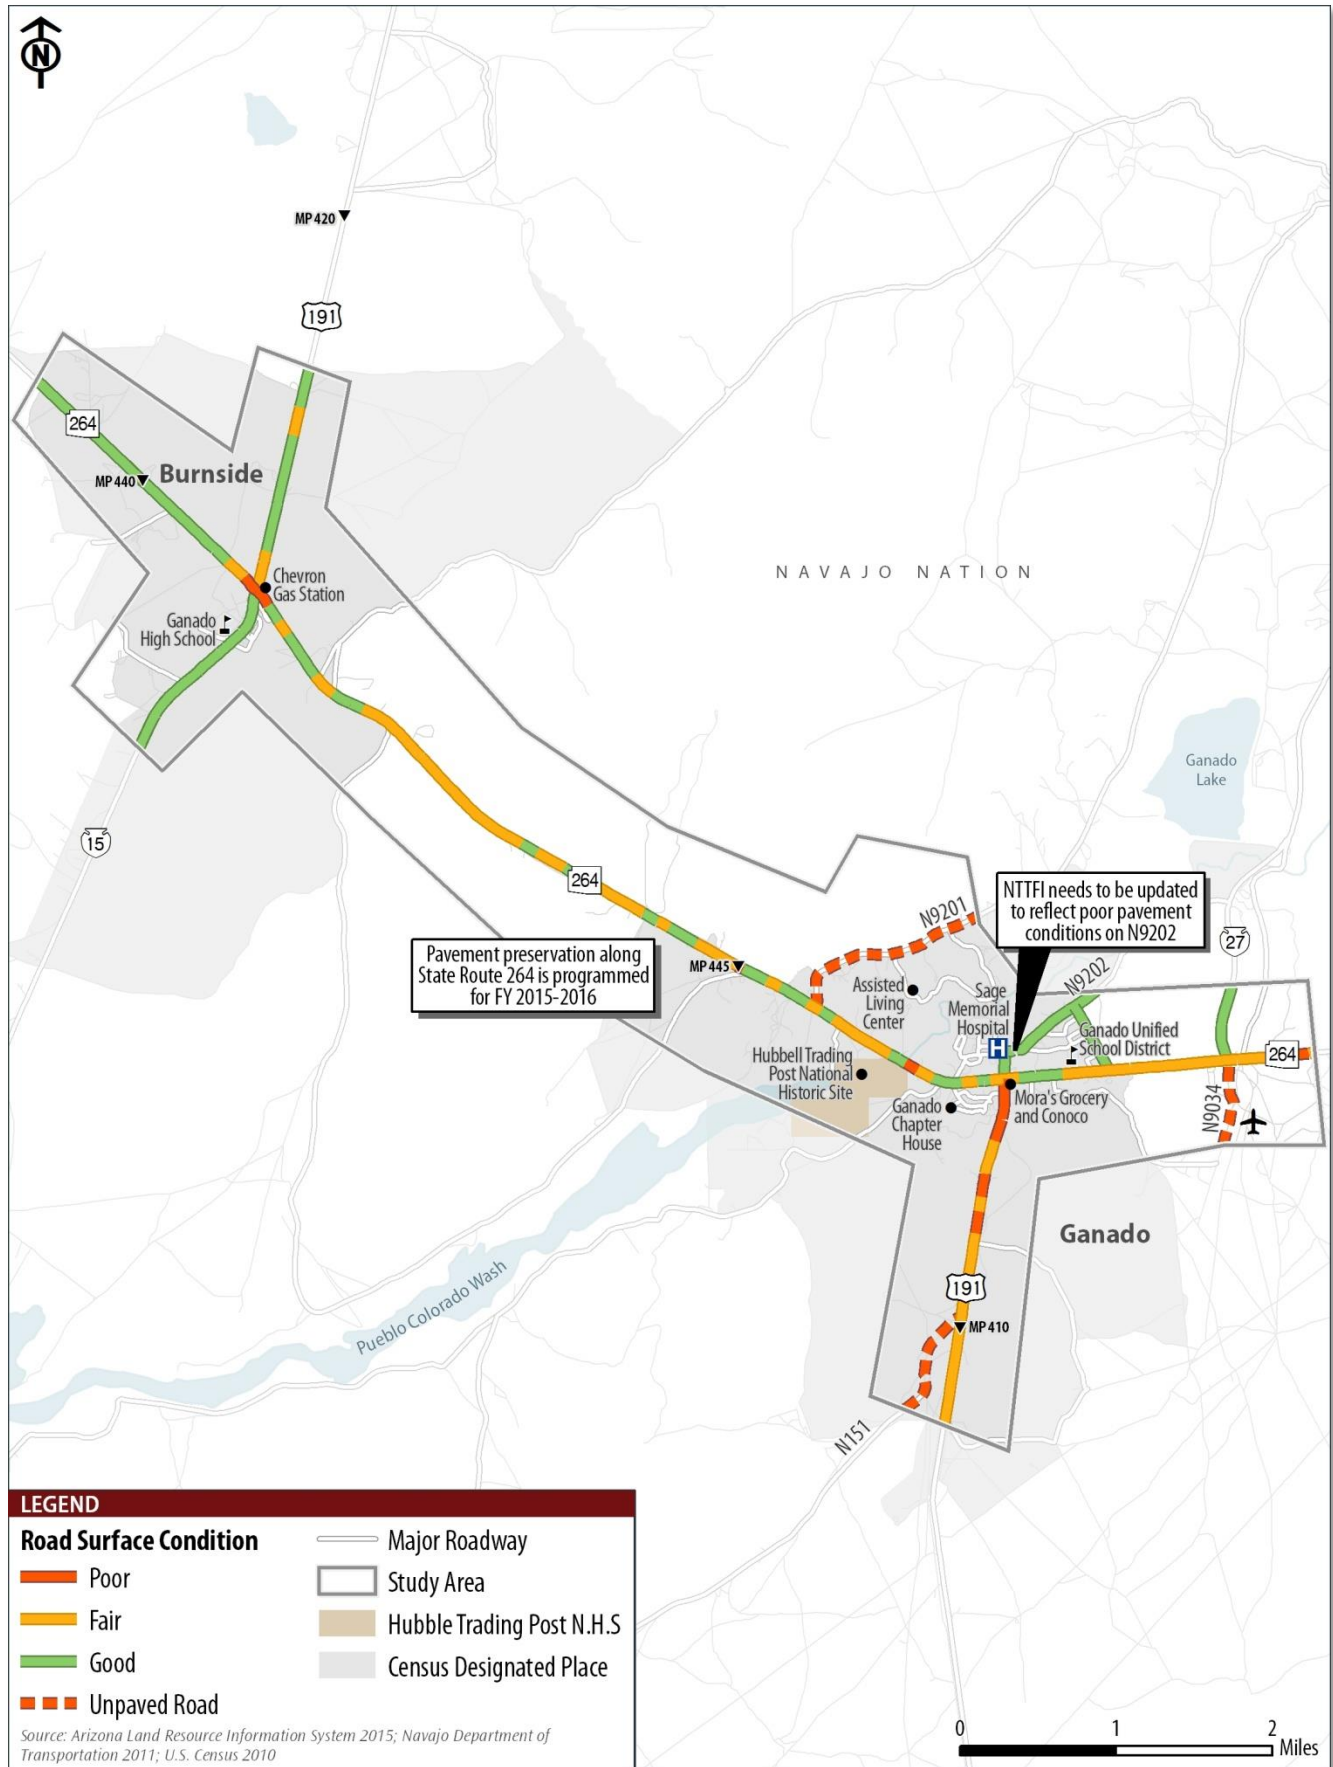 N
MP 420
191
264
MP 440
Burnside
Chevron
Gas Station
Ganado
High School
NAVAJO NATION
Ganado
Lake
15
264
NTTFI needs to be updated
to reflect poor pavement
conditions on N9202
N9201
27
Pavement preservation along
State Route 264 is programmed
for FY 2015-2016
MP 445
N9202
Assisted
Living
Center
Sage
Memorial
Hospital
H
Ganado Unified
School District
264
Hubbell Trading
Post National
Historic Site
Ganado
Chapter
House
Mora's Grocery
and Conoco
N9034
Ganado
191
MP 410
Pueblo Colorado Wash
N151
LEGEND
Road Surface Condition
Poor
Fair
Good
Unpaved Road
Major Roadway
Study Area
Hubble Trading Post N.H.S
Census Designated Place
Source: Arizona Land Resource Information System 2015; Navajo Department of
Transportation 2011; U.S. Census 2010
0 1 2
Miles